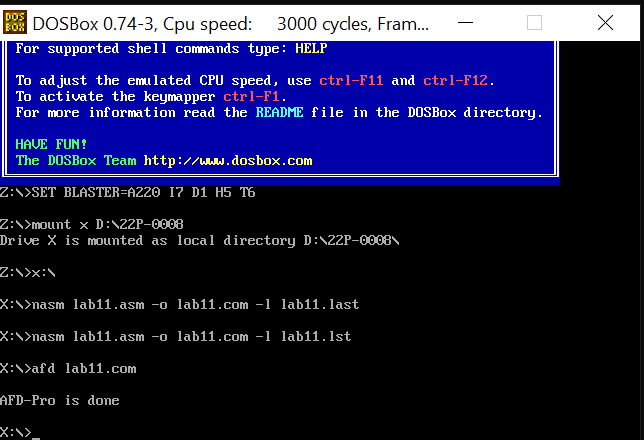 DOS
BOX
DOSBox 0.74-3, Cpu speed: 3000 cycles, Fram...
For supported shell commands type: HELP
To adjust the emulated CPU speed, use ctrl-F11 and ctrl-F12.
To activate the keymapper ctrl-F1.
For more information read the README file in the DOSBox directory.
HAVE FUN!
The DOSBox Team http://www.dosbox.com
Z:\>SET BLASTER=A220 I7 D1 H5 T6
Z:\>mount x D:\22P-0008
Drive X is mounted as local directory D:\22P-0008\
Z:\>x:\
X:\>nasm lab11.asm -o lab11.com -l lab11.last
X:\>nasm lab11.asm -o lab11.com -l lab11.lst
X:\>afd lab11.com
AFD-Pro is done
X:\>_